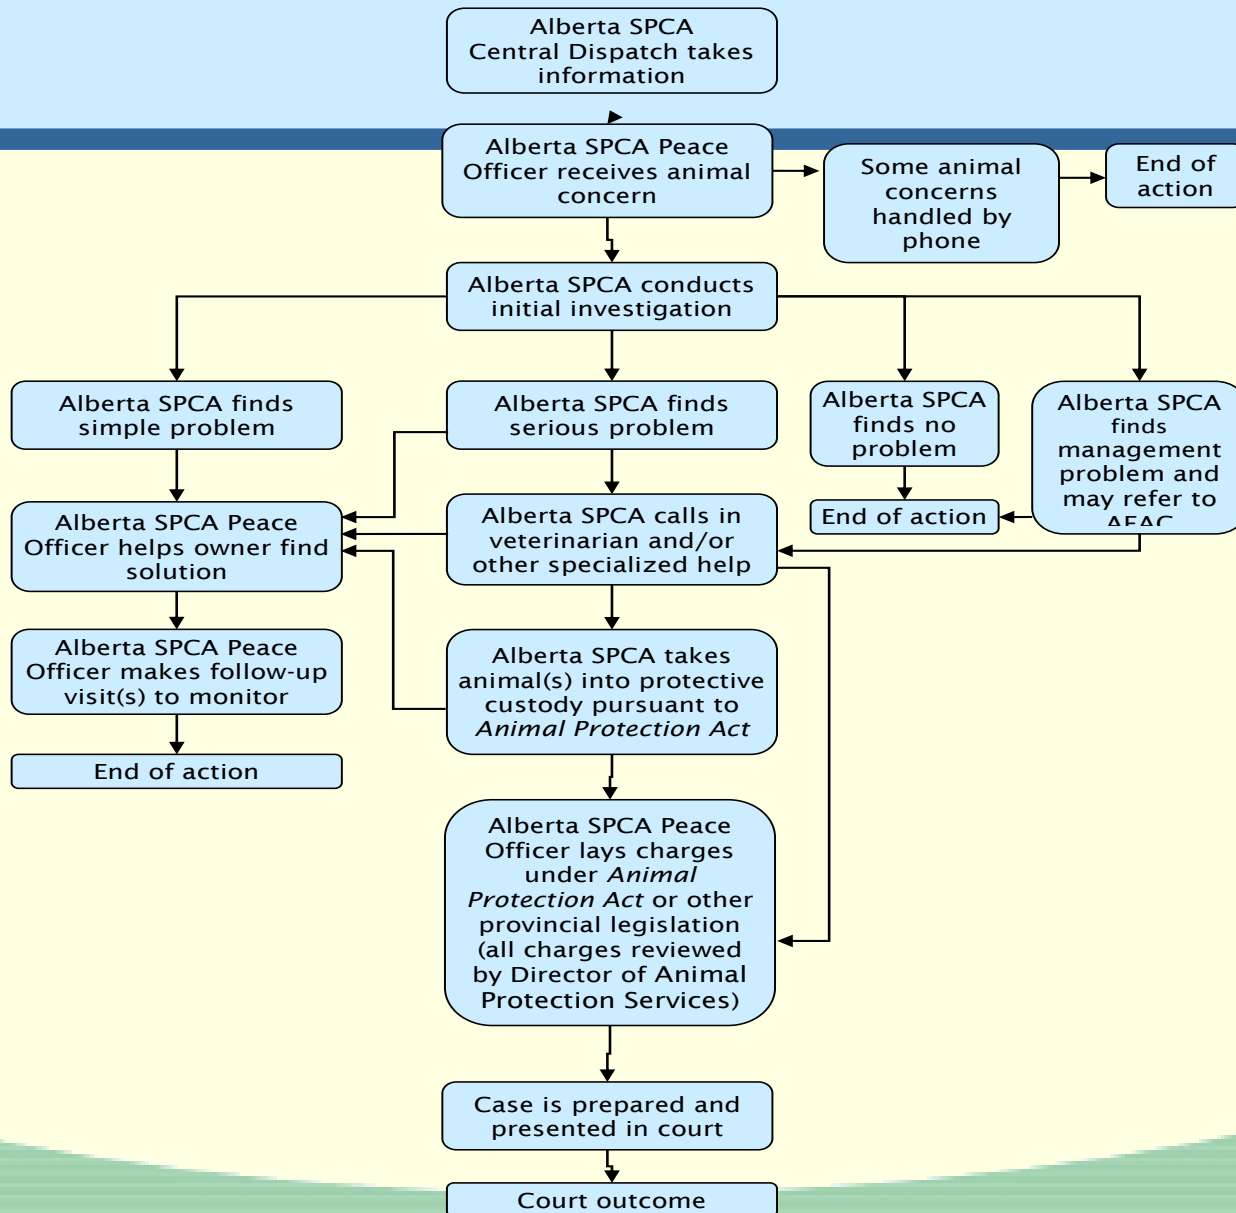 Alberta SPCA
Central Dispatch takes
information
Alberta SPCA Peace
Officer receives animal
concern
Some animal
concerns
handled by
phone
End of
action
Alberta SPCA conducts
initial investigation
Alberta SPCA finds
simple problem
Alberta SPCA finds
serious problem
Alberta SPCA
finds no
problem
Alberta SPCA
finds
management
problem and
may refer to
AFAC
Alberta SPCA Peace
Officer helps owner find
solution
Alberta SPCA calls in
veterinarian and/or
other specialized help
End of action
Alberta SPCA Peace
Officer makes follow-up
visit(s) to monitor
Alberta SPCA takes
animal(s) into protective
custody pursuant to
Animal Protection Act
End of action
Alberta SPCA Peace
Officer lays charges
under Animal
Protection Act or other
provincial legislation
(all charges reviewed
by Director of Animal
Protection Services)
Case is prepared and
presented in court
Court outcome